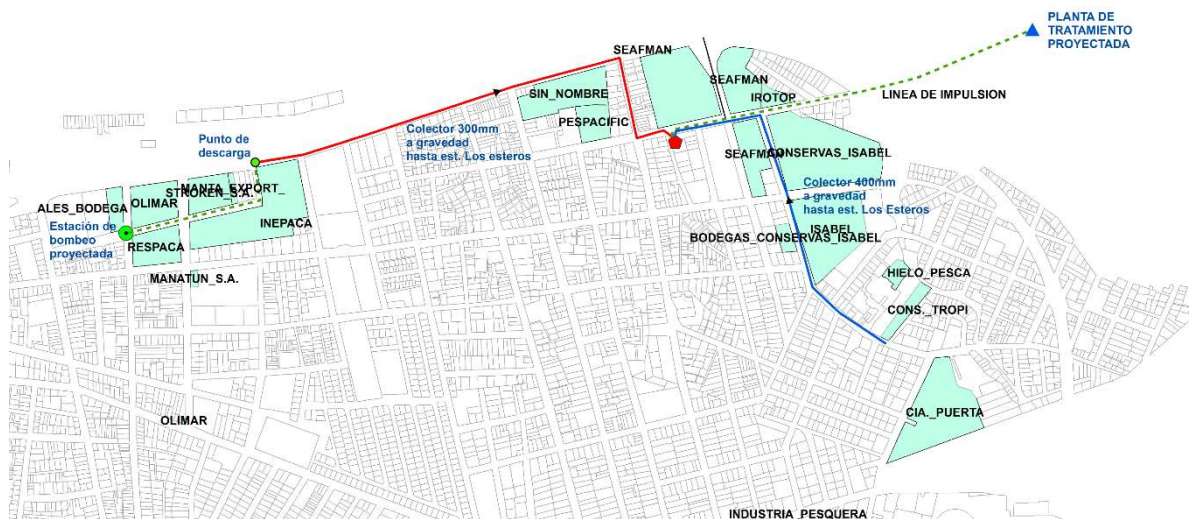 PLANTA DE
TRATAMIENTO
PROYECTADA
SEAFMAN
SEAFMAN
SIN_NOMBRE
IROTOP
LINEA DE IMPULSION
PESPACIFIC
Colector 300mm
a gravedad
hasta est. Los esteros
Punto de
descarga
SEAFMAN
CONSERVAS_ISABEL
MANTA_EXPORT_
STROKEN_S.A.
OLIMAR
ALES_BODEGA
Colector 400mm
a gravedad
hasta est. Los Esteros
INEPACA
Estación de
bombeo
proyectada
RESPACA
ISABEL
BODEGAS_CONSERVAS_ISABEL
MANATUN_S.A.
HIELO_PESCA
CONS._TROPI
CIA._PUERTA
OLIMAR
INDUSTRIA_PESQUERA